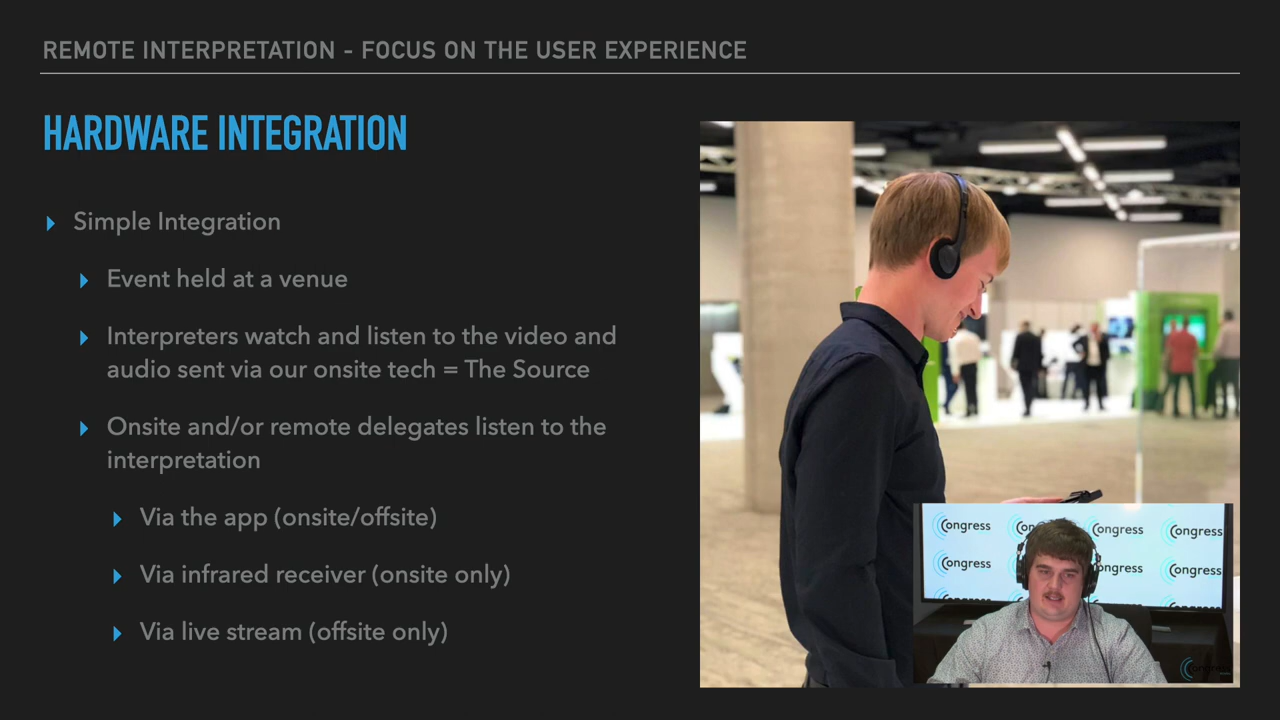 REMOTE INTERPRETATION - FOCUS ON THE USER EXPERIENCE
HARDWARE INTEGRATION
Simple Integration
Event held at a venue
Interpreters watch and listen to the video and
audio sent via our onsite tech = The Source
Onsite and/or remote delegates listen to the
interpretation
Via the app (onsite/offsite)
Via infrared receiver (onsite only)
Via live stream (offsite only)
Congress
Congress
Congress
Congress
Congress
Congress
Congress